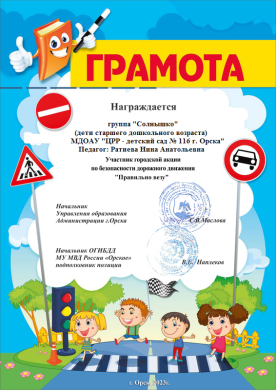 ГРАМОТА
Награждается
группа "Солнышко"
(дети старшего дошкольного возраста)
МДОАУ "ЦРР - детский сад № 116 г. Орска"
Педагог: Ратиева Нина Анатольевна
Участник городской акции
по безопасности дорожного движения
"Правильно везу"
Начальник
Управления образования
Администрации г.Орска
С.В.Маслова
Начальник ОГИБДД
МУ МВД России «Орское»
подполковник полиции
В.Е. Наплеков
г. Орск 2023г.